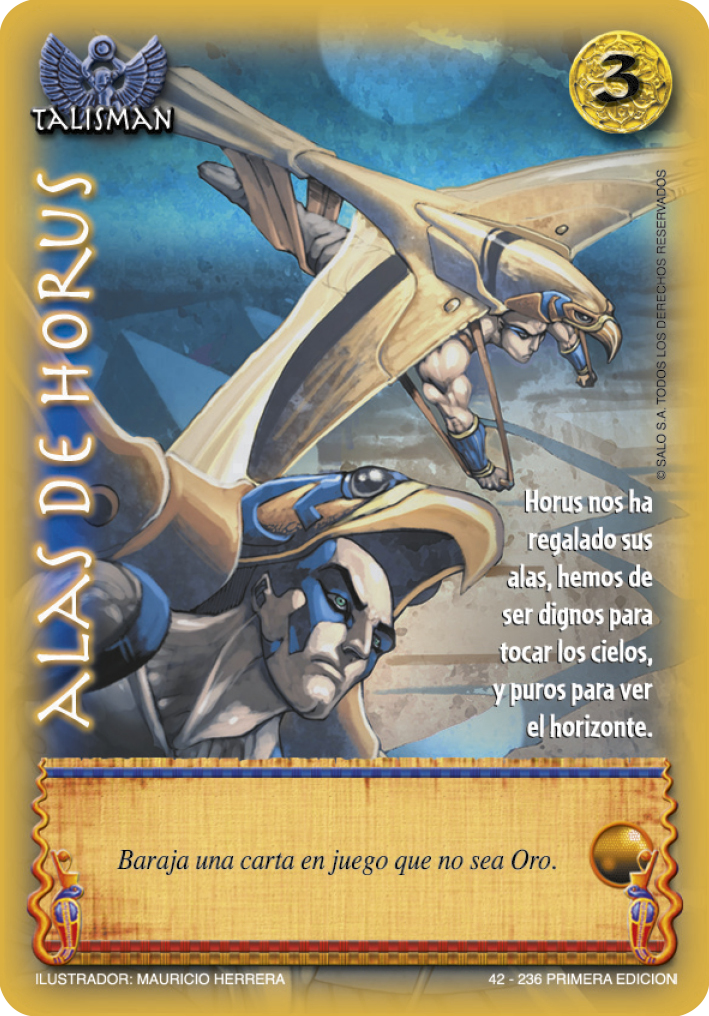 TALISMAN
3
ALAS DE HORUS
© SALO S.A. TODOS LOS DERECHOS RESERVADOS
Horus nos ha
regalado sus
alas, hemos de
ser dignos para
tocar los cielos,
y puros para ver
el horizonte.
Baraja una carta en juego que no sea Oro.
ILUSTRADOR: MAURICIO HERRERA
42 - 236 PRIMERA EDICION